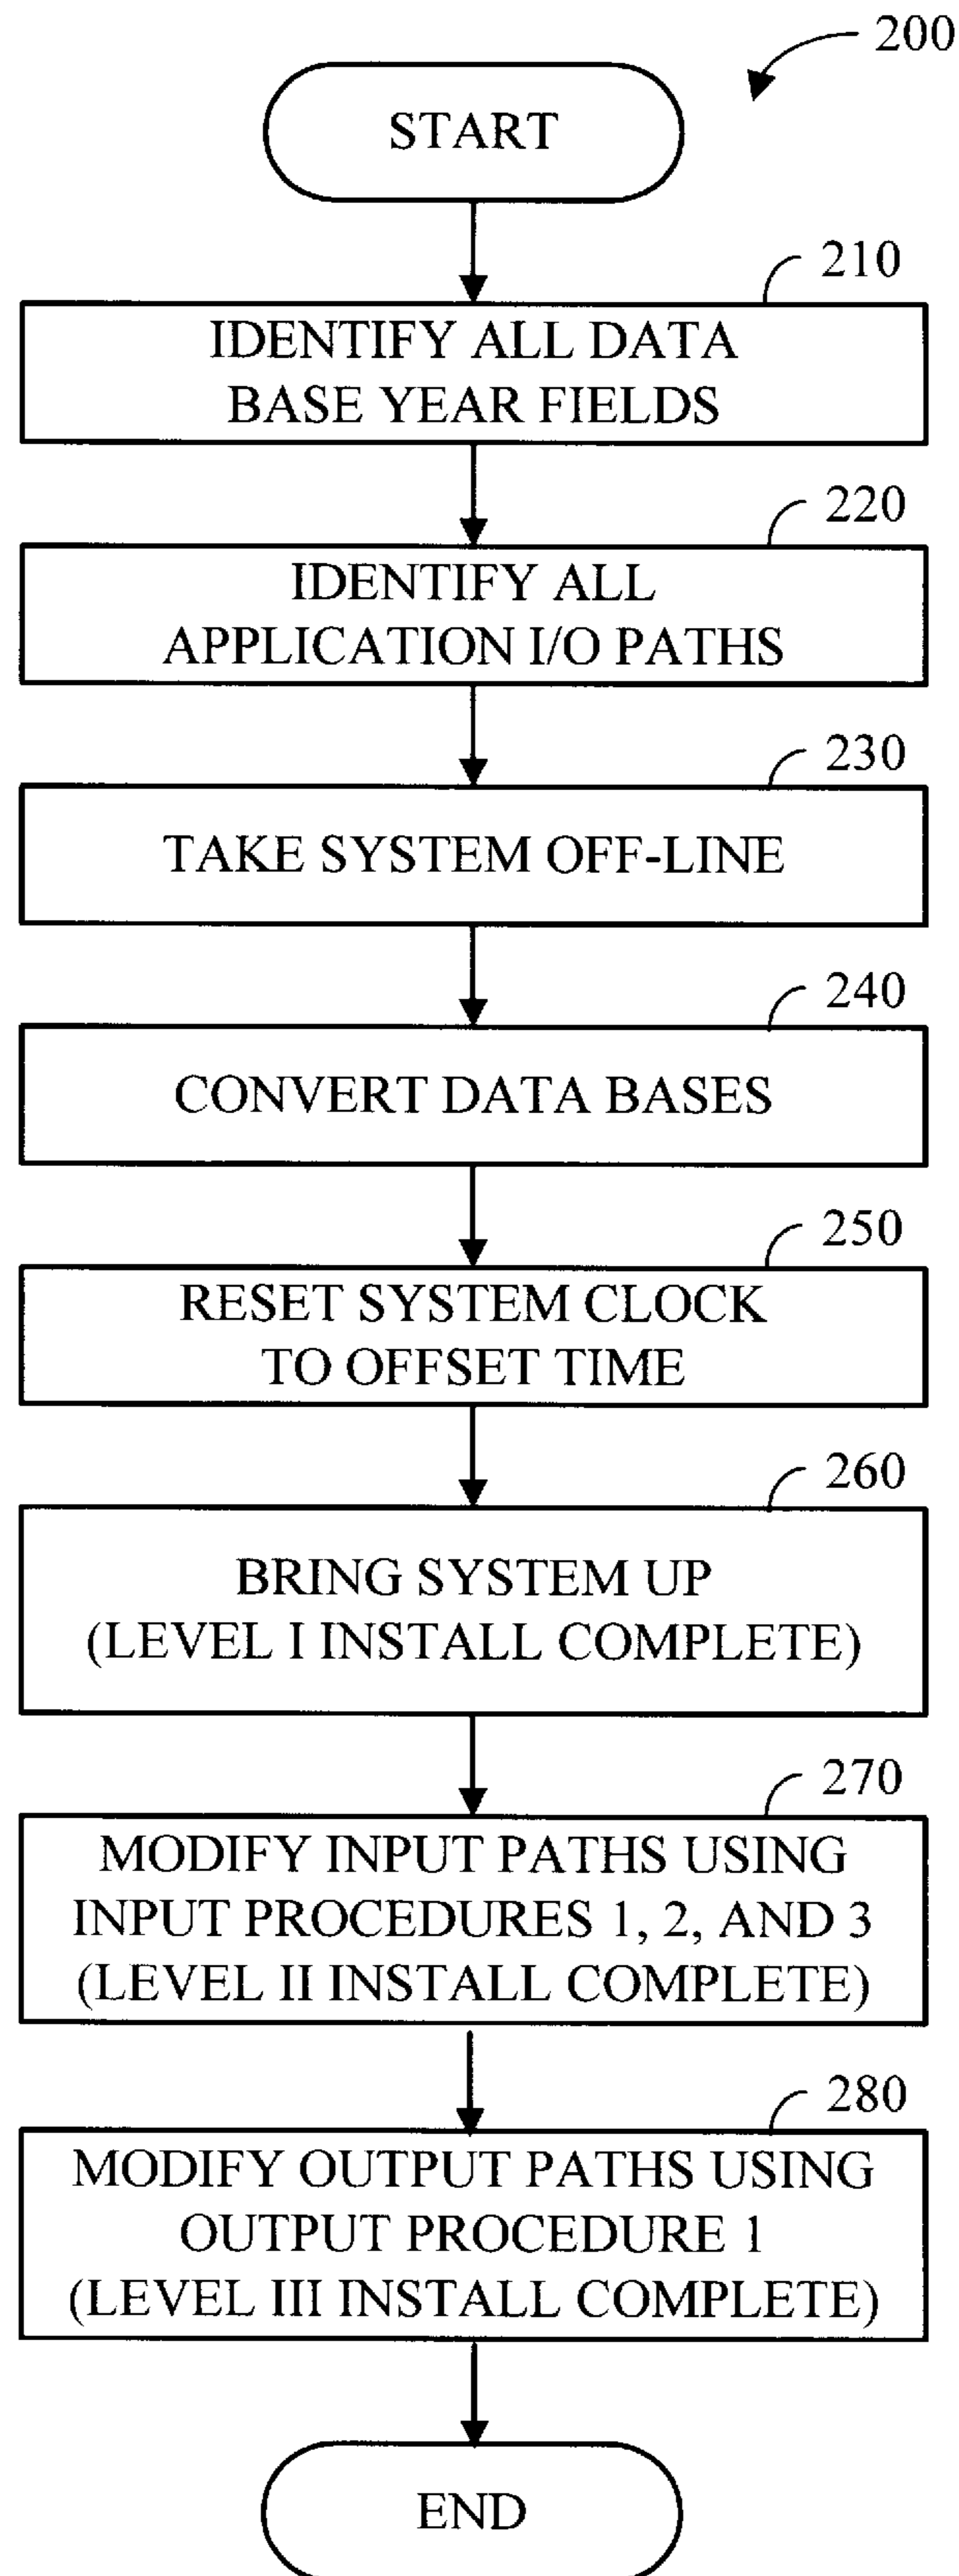 200
START
210
IDENTIFY ALL DATA
BASE YEAR FIELDS
220
IDENTIFY ALL
APPLICATION I/O PATHS
230
TAKE SYSTEM OFF-LINE
240
CONVERT DATA BASES
250
RESET SYSTEM CLOCK
TO OFFSET TIME
260
BRING SYSTEM UP
(LEVEL I INSTALL COMPLETE)
270
MODIFY INPUT PATHS USING
INPUT PROCEDURES 1, 2, AND 3
(LEVEL II INSTALL COMPLETE)
280
MODIFY OUTPUT PATHS USING
OUTPUT PROCEDURE 1
(LEVEL III INSTALL COMPLETE)
END